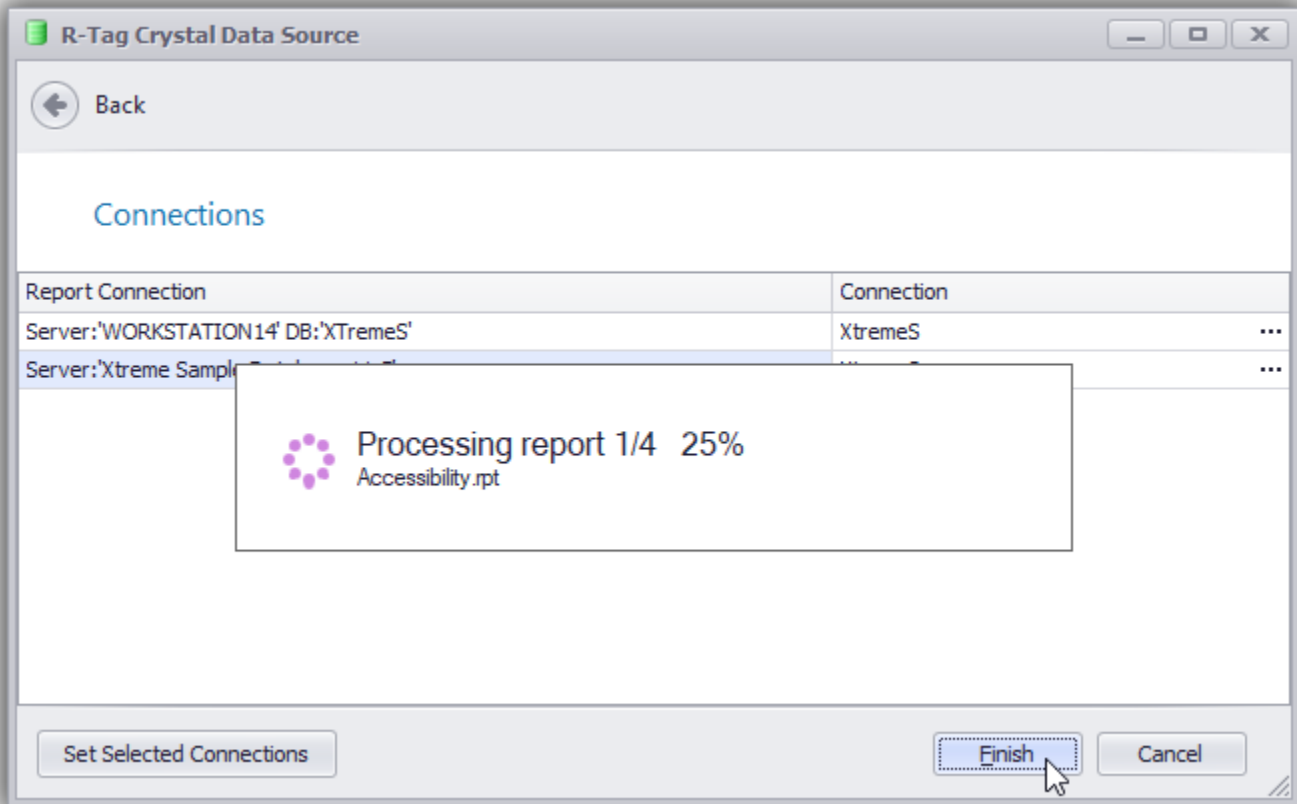 R-Tag Crystal Data Source
Back
Connections
Report Connection Connection
Server:'WORKSTATION14' DB:'XTremeS' XtremeS ...
Server:'Xtreme ...
Processing report 1/4 25%
Accessibility.rpt
Set Selected Connections Finish Cancel